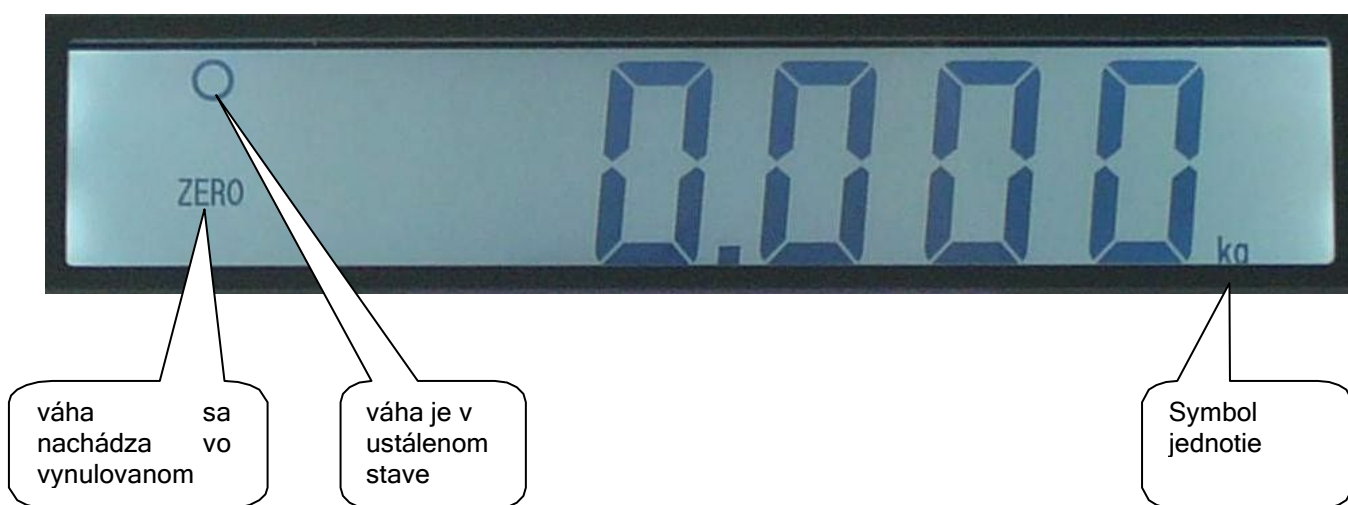 0.000
ZERO
kg
váha sa
nachádza vo
vynulovanom
váha je v
ustálenom
stave
Symbol
jednotie